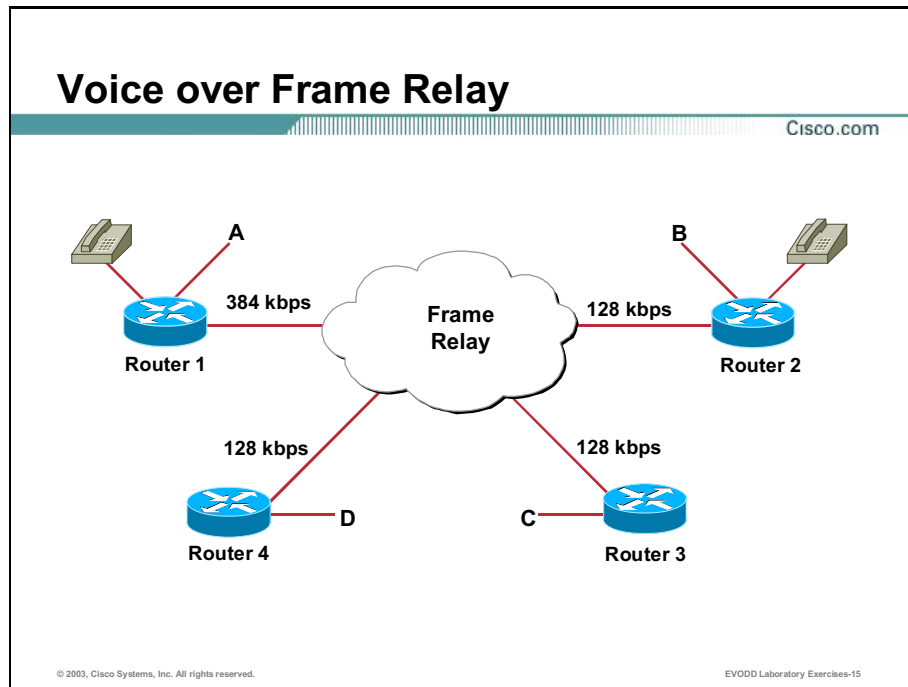 Voice over Frame Relay
Cisco.com
A
B
384 kbps
Frame
Relay
128 kbps
Router 1
Router 2
128 kbps
128 kbps
D
C
Router 4
Router 3
© 2003, Cisco Systems, Inc. All rights reserved.
EVODD Laboratory Exercises-15